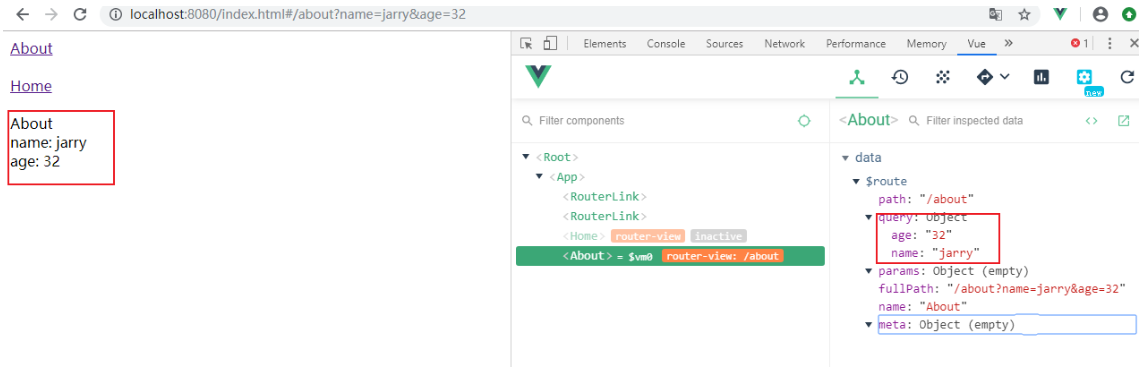 localhost:8080/index.html#/about?name=jarry&age=32
About
Home
About
name: jarry
age: 32
Elements Console Sources Network Performance Memory Vue » 1
new
Filter components
<Root>
<App>
<RouterLink>
<RouterLink>
<Home> router-view inactive
<About> = $vm0 router-view: /about
<About> Filter inspected data <>
data
$route
path: "/about"
query: Object
age: "32"
name: "jarry"
params: Object (empty)
fullPath: "/about?name=jarry&age=32"
name: "About"
meta: Object (empty)